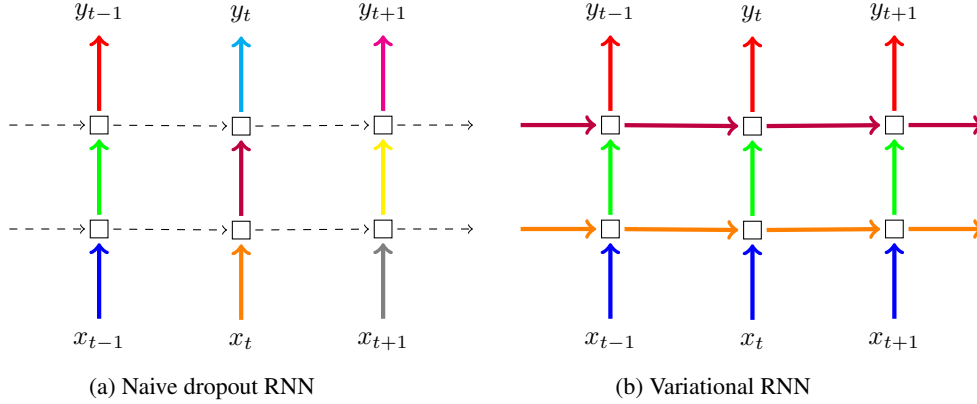 y_{t−1} y_t y_{t+1} y_{t−1} y_t y_{t+1}
x_{t−1} x_t x_{t+1} x_{t−1} x_t x_{t+1}
(a) Naive dropout RNN (b) Variational RNN